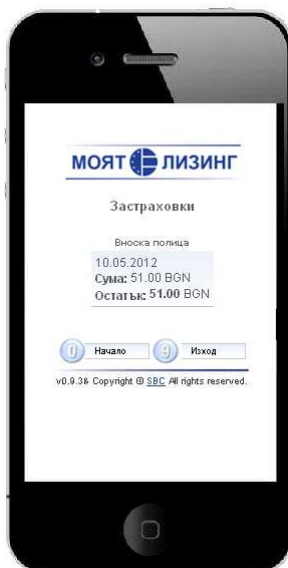 МОЯТ ЛИЗИНГ
Застраховки
Вноска полица
10.05.2012
Сума: 51.00 BGN
Остатък: 51.00 BGN
0 Начало 9 Изход
v0.9.38 Copyright © SBC All rights reserved.